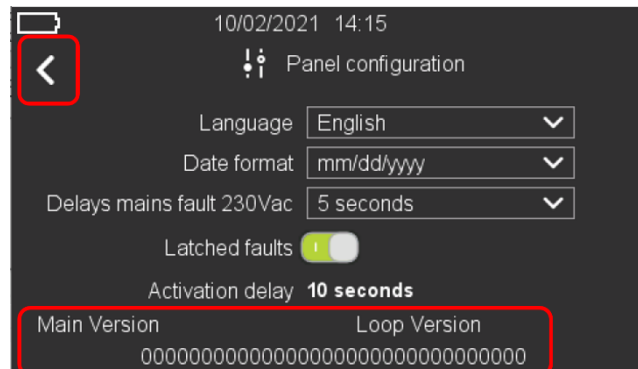 10/02/2021 14:15
Panel configuration
Language English
Date format mm/dd/yyyy
Delays mains fault 230Vac 5 seconds
Latched faults
Activation delay 10 seconds
Main Version Loop Version
00000000000000000000000000000000